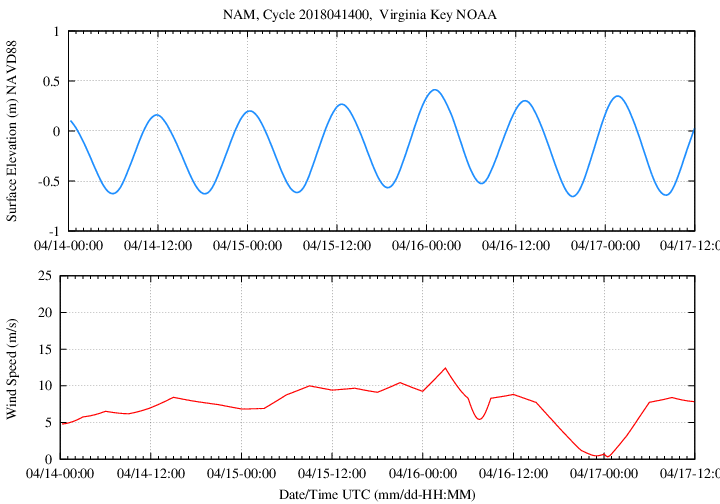 NAM, Cycle 2018041400,  Virginia Key NOAA
Surface Elevation (m) NAVD88
1
0.5
0
-0.5
-1
04/14-00:00 04/14-12:00 04/15-00:00 04/15-12:00 04/16-00:00 04/16-12:00 04/17-00:00 04/17-12:0
Wind Speed (m/s)
25
20
15
10
5
0
04/14-00:00 04/14-12:00 04/15-00:00 04/15-12:00 04/16-00:00 04/16-12:00 04/17-00:00 04/17-12:0
Date/Time UTC (mm/dd-HH:MM)